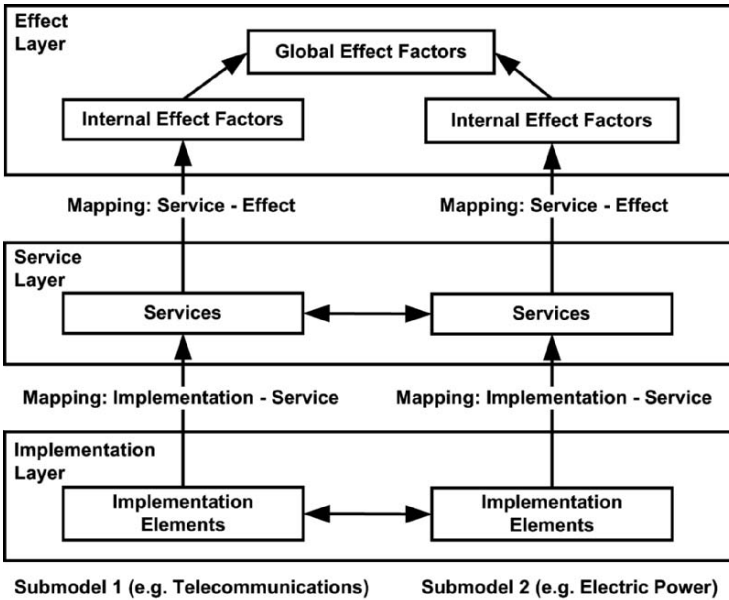 Effect
Layer
Global Effect Factors
Internal Effect Factors
Internal Effect Factors
Mapping: Service - Effect
Mapping: Service - Effect
Service
Layer
Services
Services
Mapping: Implementation - Service
Mapping: Implementation - Service
Implementation
Layer
Implementation
Elements
Implementation
Elements
Submodel 1 (e.g. Telecommunications)
Submodel 2 (e.g. Electric Power)